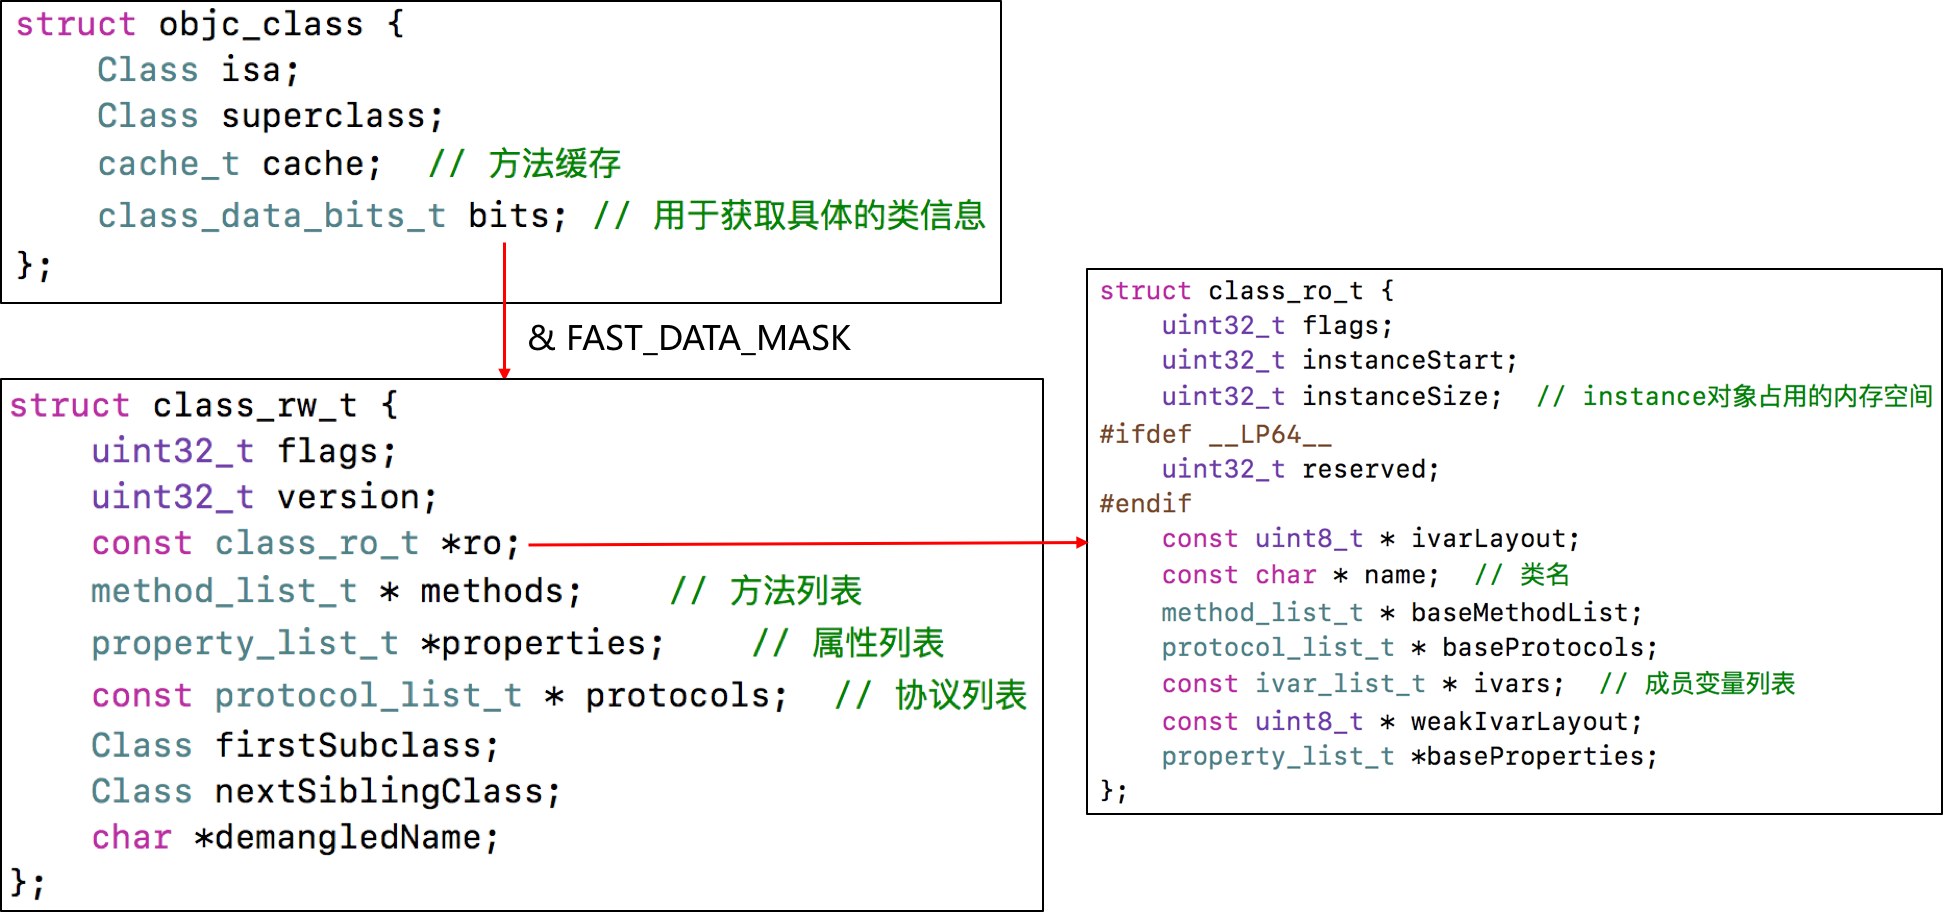 struct objc_class {
    Class isa;
    Class superclass;
    cache_t cache;  // 方法缓存
    class_data_bits_t bits; // 用于获取具体的类信息
};
& FAST_DATA_MASK
struct class_rw_t {
    uint32_t flags;
    uint32_t version;
    const class_ro_t *ro;
    method_list_t * methods;    // 方法列表
    property_list_t *properties;    // 属性列表
    const protocol_list_t * protocols;  // 协议列表
    Class firstSubclass;
    Class nextSiblingClass;
    char *demangledName;
};
struct class_ro_t {
    uint32_t flags;
    uint32_t instanceStart;
    uint32_t instanceSize;  // instance对象占用的内存空间
#ifdef __LP64__
    uint32_t reserved;
#endif
    const uint8_t * ivarLayout;
    const char * name;  // 类名
    method_list_t * baseMethodList;
    protocol_list_t * baseProtocols;
    const ivar_list_t * ivars;  // 成员变量列表
    const uint8_t * weakIvarLayout;
    property_list_t *baseProperties;
};